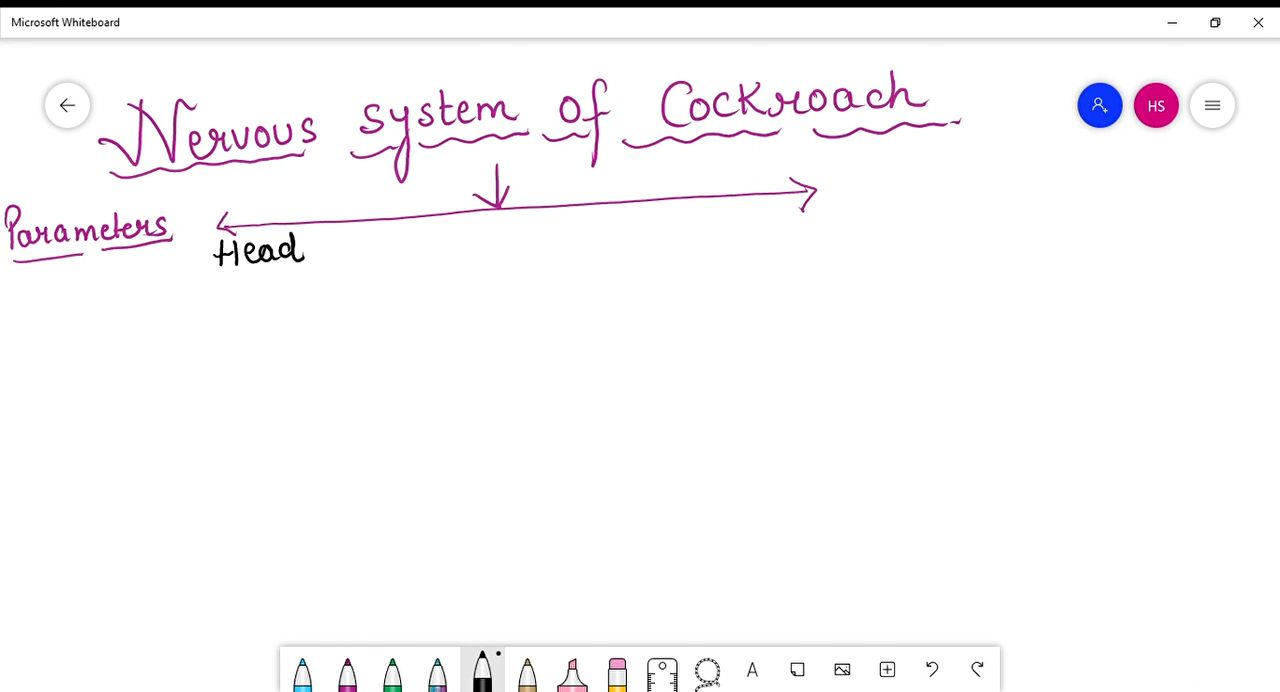 Microsoft Whiteboard
Nervous system of Cockroach
HS
Parameters
Head
A